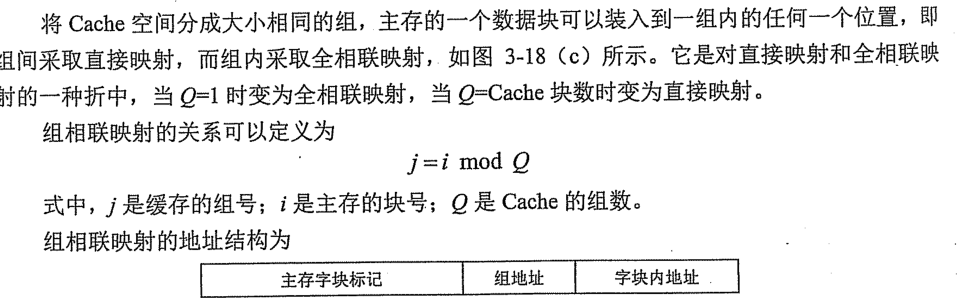 将 Cache 空间分成大小相同的组，主存的一个数据块可以装入到一组内的任何一个位置，即
组间采取直接映射，而组内采取全相联映射，如图 3-18（c）所示。它是对直接映射和全相联映
射的一种折中，当 Q=1 时变为全相联映射，当 Q=Cache 块数时变为直接映射。
组相联映射的关系可以定义为
j=i mod Q
式中，j 是缓存的组号；i 是主存的块号；Q 是 Cache 的组数。
组相联映射的地址结构为
主存字块标记 组地址 字块内地址